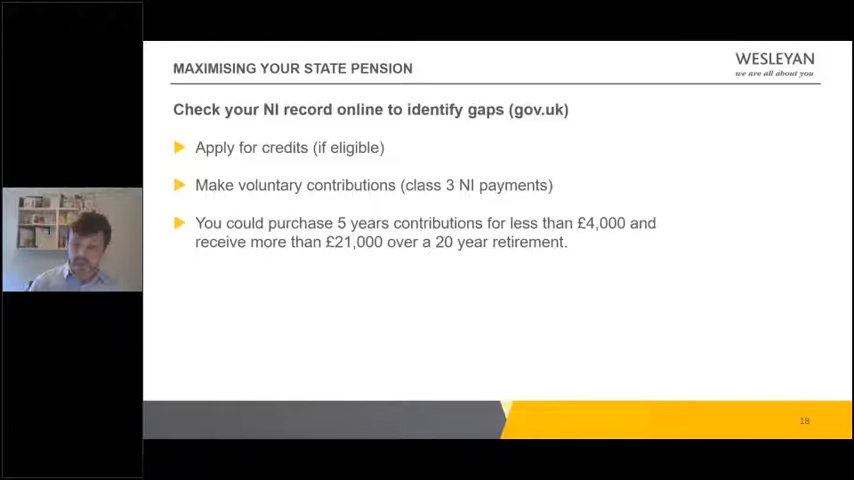 MAXIMISING YOUR STATE PENSION
WESLEYAN
we are all about you
Check your NI record online to identify gaps (gov.uk)
Apply for credits (if eligible)
Make voluntary contributions (class 3 NI payments)
You could purchase 5 years contributions for less than £4,000 and
receive more than £21,000 over a 20 year retirement.
18